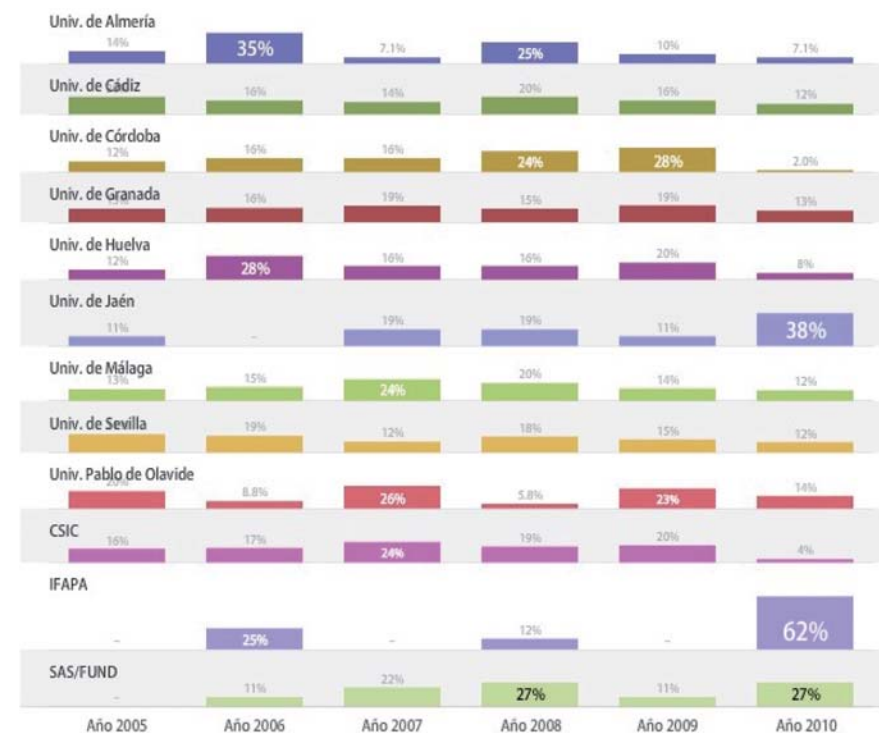 Univ. de Almería
14% 35% 7.1% 25% 10% 7.1%
Univ. de Cádiz
16% 14% 20% 16% 12%
Univ. de Córdoba
12% 16% 16% 24% 28% 2.0%
Univ. de Granada
16% 19% 15% 19% 13%
Univ. de Huelva
12% 28% 16% 16% 20% 8%
Univ. de Jaén
11% – 19% 19% 11% 38%
Univ. de Málaga
13% 15% 24% 20% 14% 12%
Univ. de Sevilla
19% 12% 18% 15% 12%
Univ. Pablo de Olavide
20% 8.8% 26% 5.8% 23% 14%
CSIC
16% 17% 24% 19% 20% 4%
IFAPA
– 25% – 12% – 62%
SAS/FUND
– 11% 22% 27% 11% 27%
Año 2005 Año 2006 Año 2007 Año 2008 Año 2009 Año 2010